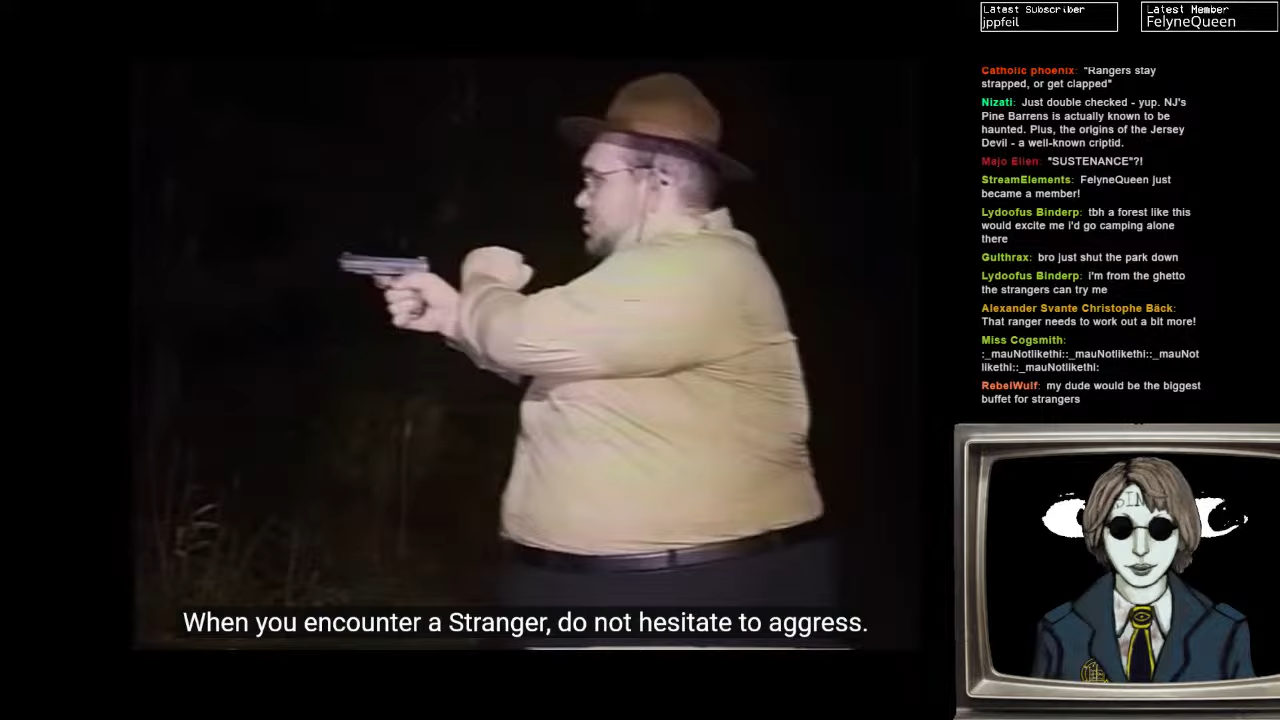 Latest Subscriber
jppfeil
Latest Member
FelyneQueen
Catholic phoenix: "Rangers stay
strapped, or get clapped"
Nizati: Just double checked - yup. NJ's
Pine Barrens is actually known to be
haunted. Plus, the origins of the Jersey
Devil - a well-known criptid.
Majo Ellen: "SUSTENANCE"?!
StreamElements: FelyneQueen just
became a member!
Lydoofus Binderp: tbh a forest like this
would excite me i'd go camping alone
there
Gulthrax: bro just shut the park down
Lydoofus Binderp: i'm from the ghetto
the strangers can try me
Alexander Svante Christophe Bäck:
That ranger needs to work out a bit more!
Miss Cogsmith:
:_mauNotlikethi::_mauNotlikethi::_mauNot
likethi::_mauNotlikethi:
RebelWulf: my dude would be the biggest
buffet for strangers
SIN
When you encounter a Stranger, do not hesitate to aggress.